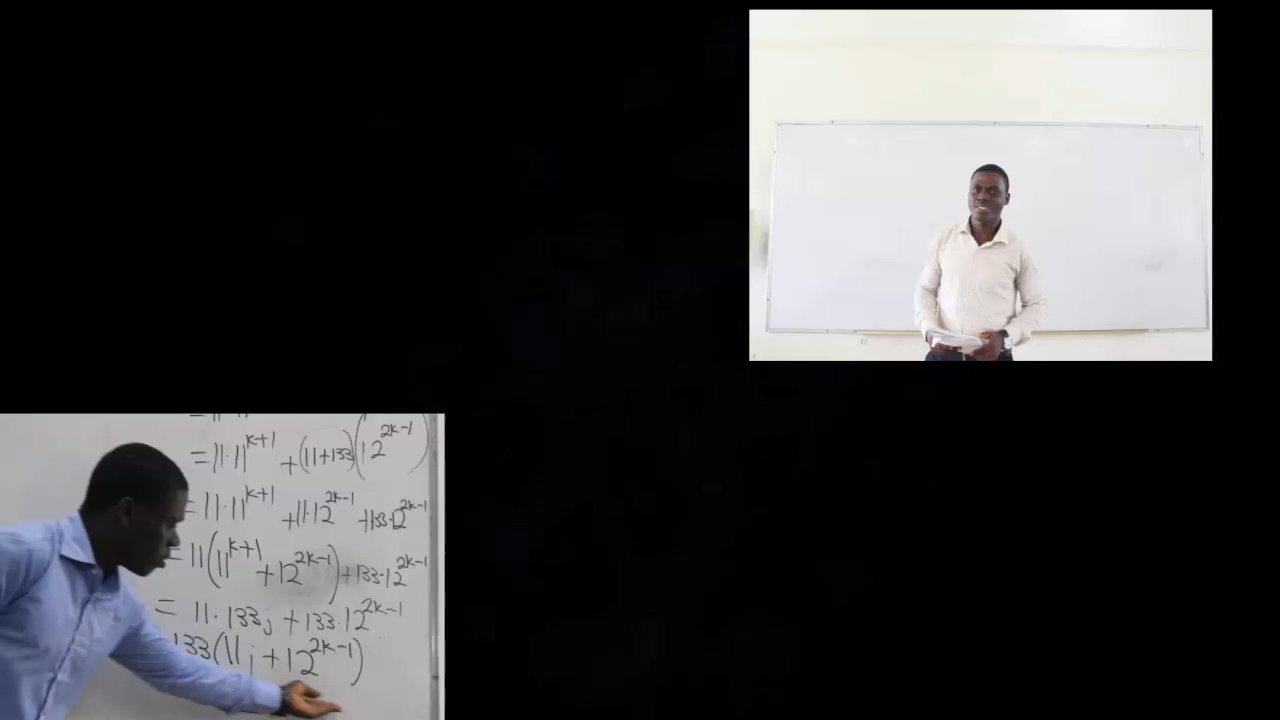 = 11·11^{k+1} + (11+133)(12^{2k-1})
= 11·11^{k+1} + 11·12^{2k-1} + 133·12^{2k-1}
= 11(11^{k+1} + 12^{2k-1}) + 133·12^{2k-1}
= 11·133j + 133·12^{2k-1}
133(11j + 12^{2k-1})